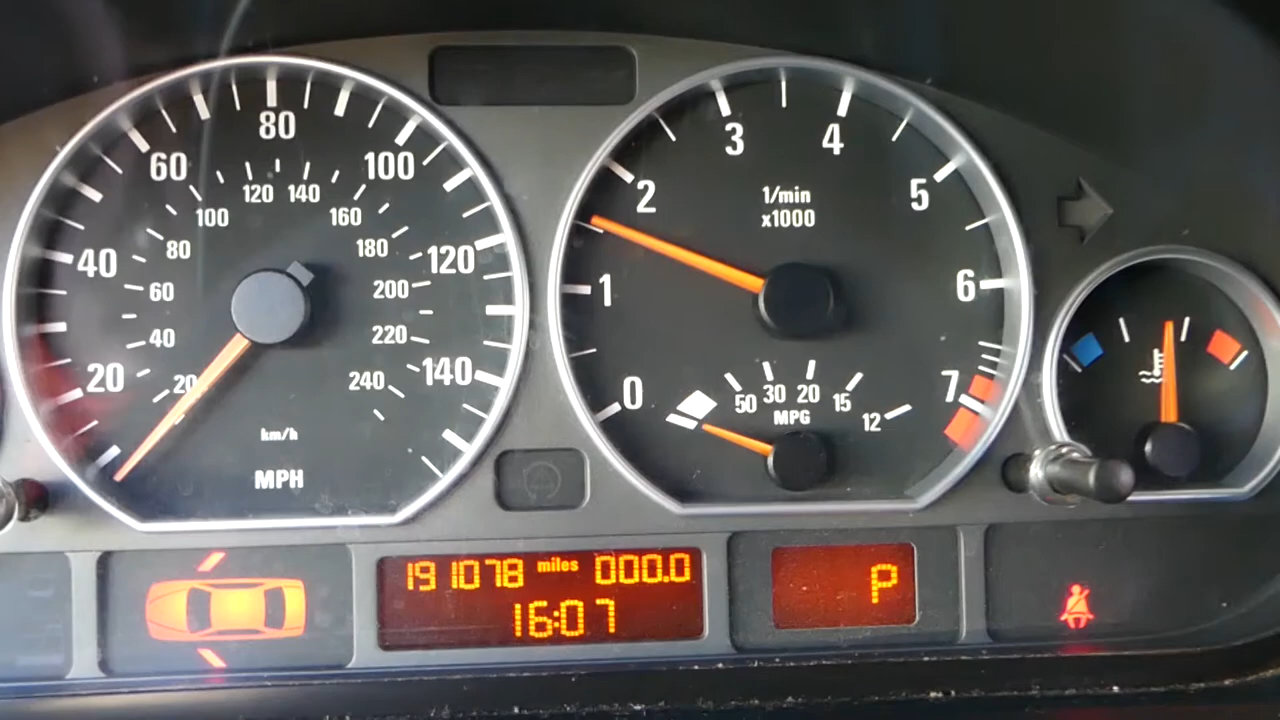 20 40 60 80 100 120 140
20 40 60 80 100 120 140 160 180 200 220 240
km/h
MPH
0 1 2 3 4 5 6 7
1/min
x1000
50 30 20 15 12
MPG
191078 miles 000.0
16:07
P